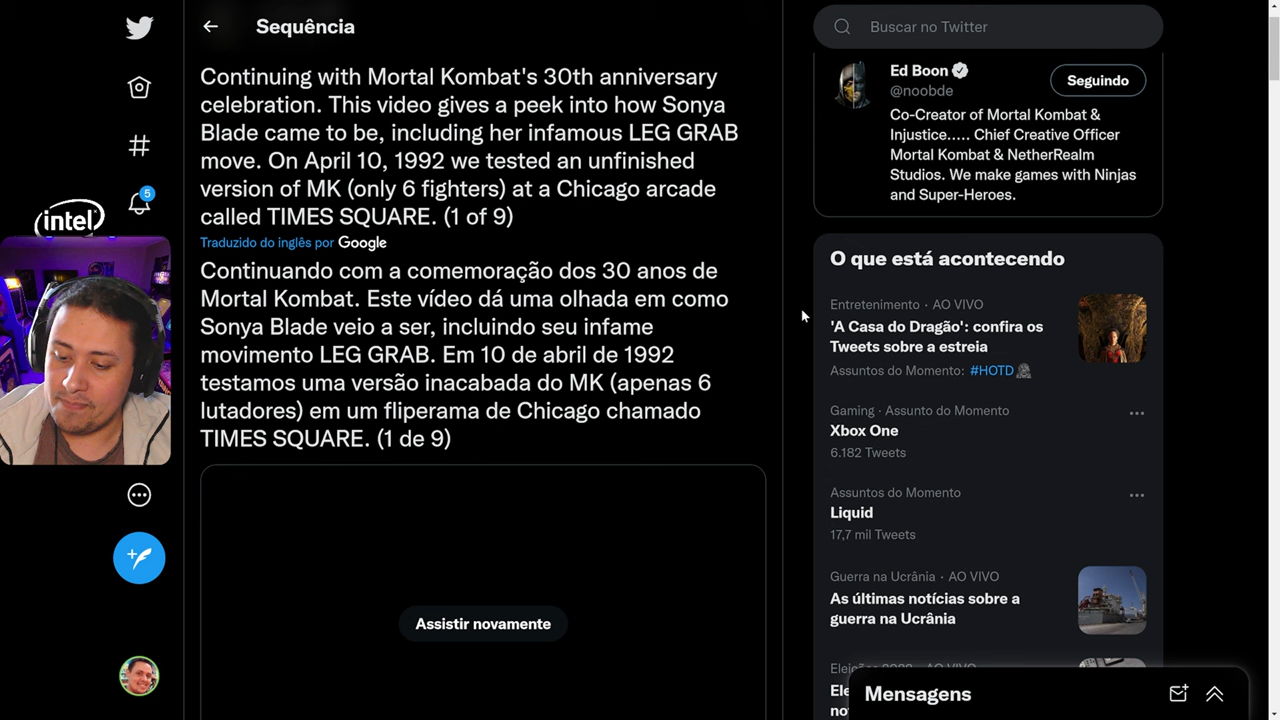 Sequência
Continuing with Mortal Kombat's 30th anniversary
celebration. This video gives a peek into how Sonya
Blade came to be, including her infamous LEG GRAB
move. On April 10, 1992 we tested an unfinished
version of MK (only 6 fighters) at a Chicago arcade
called TIMES SQUARE. (1 of 9)
Traduzido do inglês por Google
Continuando com a comemoração dos 30 anos de
Mortal Kombat. Este vídeo dá uma olhada em como
Sonya Blade veio a ser, incluindo seu infame
movimento LEG GRAB. Em 10 de abril de 1992
testamos uma versão inacabada do MK (apenas 6
lutadores) em um fliperama de Chicago chamado
TIMES SQUARE. (1 de 9)
Assistir novamente
5
intel
Buscar no Twitter
Ed Boon
@noobde
Seguindo
Co-Creator of Mortal Kombat &
Injustice..... Chief Creative Officer
Mortal Kombat & NetherRealm
Studios. We make games with Ninjas
and Super-Heroes.
O que está acontecendo
Entretenimento · AO VIVO
'A Casa do Dragão': confira os
Tweets sobre a estreia
Assuntos do Momento: #HOTD
Gaming · Assunto do Momento
Xbox One
6.182 Tweets
Assuntos do Momento
Liquid
17,7 mil Tweets
Guerra na Ucrânia · AO VIVO
As últimas notícias sobre a
guerra na Ucrânia
Mensagens